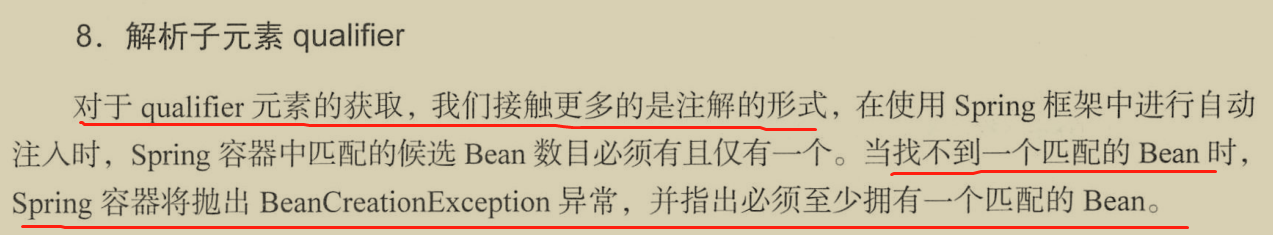 8. 解析子元素 qualifier
对于 qualifier 元素的获取，我们接触更多的是注解的形式，在使用 Spring 框架中进行自动
注入时，Spring 容器中匹配的候选 Bean 数目必须有且仅有一个。当找不到一个匹配的 Bean 时，
Spring 容器将抛出 BeanCreationException 异常，并指出必须至少拥有一个匹配的 Bean。